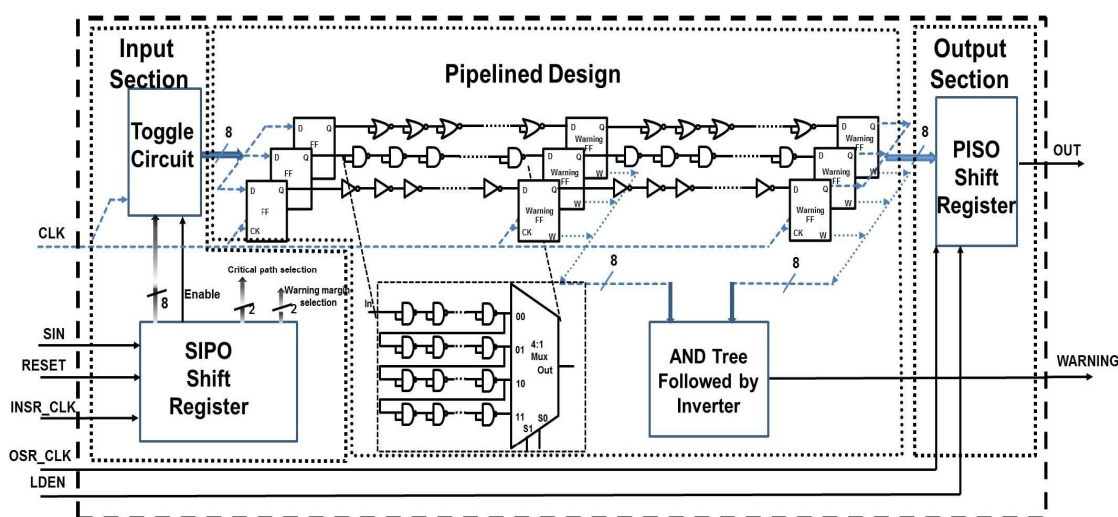 Input
Section
Pipelined Design
Output
Section
Toggle
Circuit
8
D Q
FF
D Q
FF
D Q
FF
CK
D Q
Warning
FF
W
D Q
Warning
FF
W
D Q
Warning
FF
CK
W
D Q
Warning
FF
W
D Q
Warning
FF
W
D Q
Warning
FF
CK
W
8
PISO
Shift
Register
OUT
CLK
8
Enable
Critical path selection
2
Warning margin
selection
2
8
8
SIN
RESET
INSR_CLK
SIPO
Shift
Register
In
00
01
10
11
4:1
Mux
Out
S1
S0
AND Tree
Followed by
Inverter
WARNING
OSR_CLK
LDEN